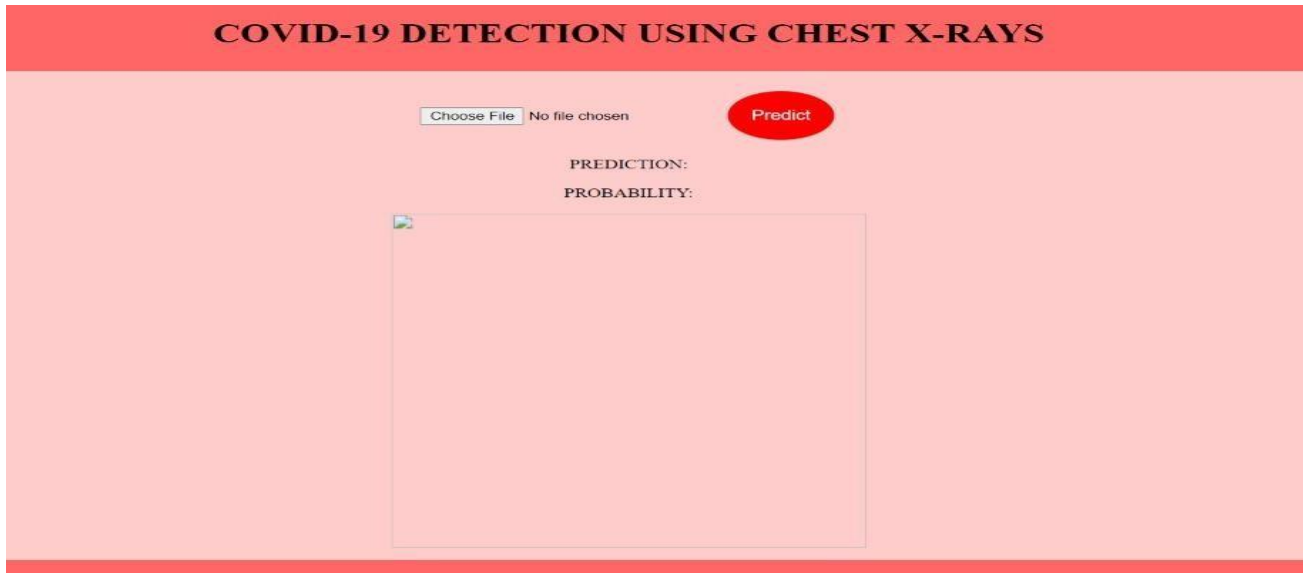 COVID-19 DETECTION USING CHEST X-RAYS
Choose File No file chosen Predict
PREDICTION:
PROBABILITY: